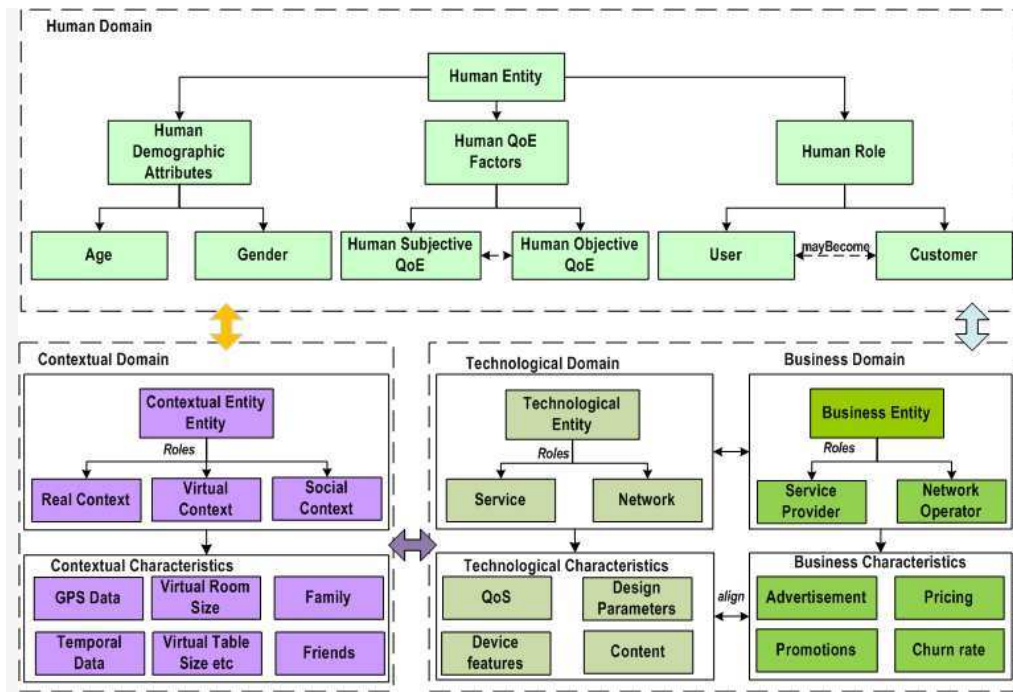 Human Domain
Human Entity
Human
Demographic
Attributes
Human QoE
Factors
Human Role
Age
Gender
Human Subjective
QoE
Human Objective
QoE
User
mayBecome
Customer
Contextual Domain
Contextual Entity
Entity
Roles
Real Context
Virtual
Context
Social
Context
Contextual Characteristics
GPS Data
Virtual Room
Size
Family
Temporal
Data
Virtual Table
Size etc
Friends
Technological Domain
Technological
Entity
Roles
Service
Network
Technological Characteristics
QoS
Design
Parameters
Device
features
Content
align
Business Domain
Business Entity
Roles
Service
Provider
Network
Operator
Business Characteristics
Advertisement
Pricing
Promotions
Churn rate